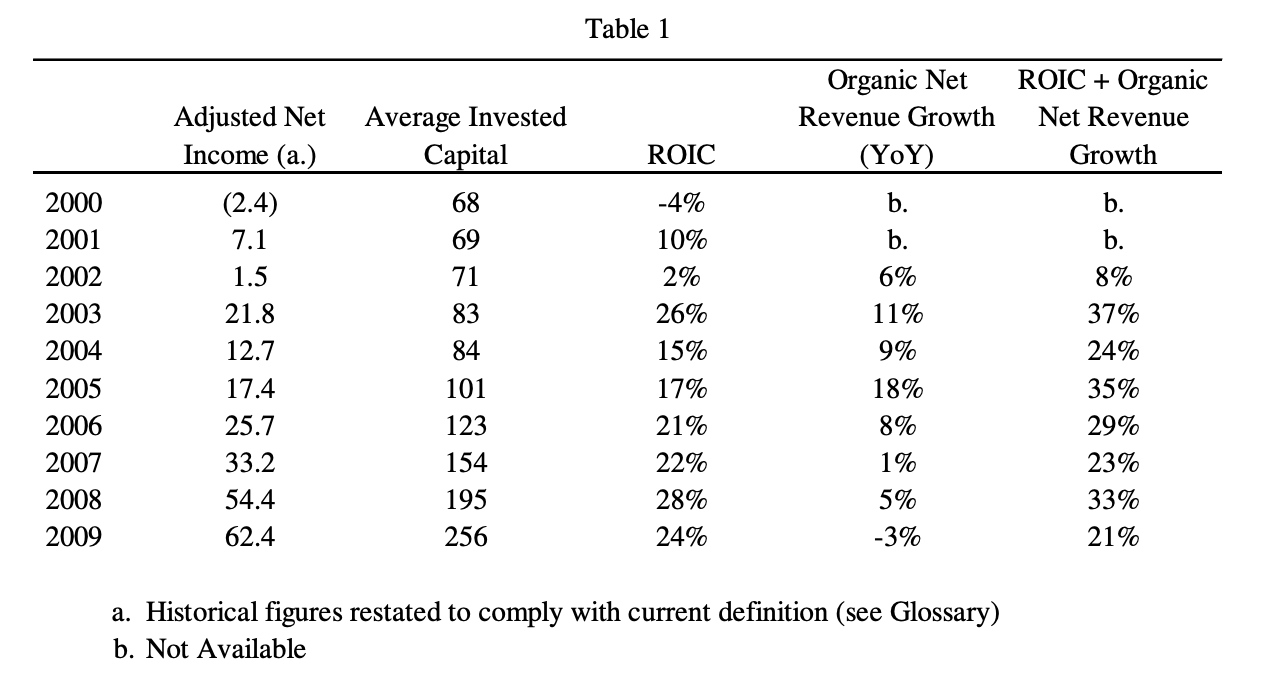 Table 1
Organic Net ROIC + Organic
Adjusted Net Average Invested Revenue Growth Net Revenue
Income (a.) Capital ROIC (YoY) Growth
2000 (2.4) 68 -4% b. b.
2001 7.1 69 10% b. b.
2002 1.5 71 2% 6% 8%
2003 21.8 83 26% 11% 37%
2004 12.7 84 15% 9% 24%
2005 17.4 101 17% 18% 35%
2006 25.7 123 21% 8% 29%
2007 33.2 154 22% 1% 23%
2008 54.4 195 28% 5% 33%
2009 62.4 256 24% -3% 21%
a. Historical figures restated to comply with current definition (see Glossary)
b. Not Available